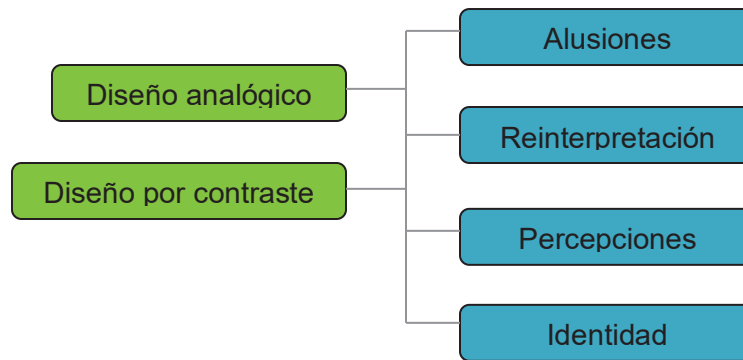 Diseño analógico
Diseño por contraste
Alusiones
Reinterpretación
Percepciones
Identidad